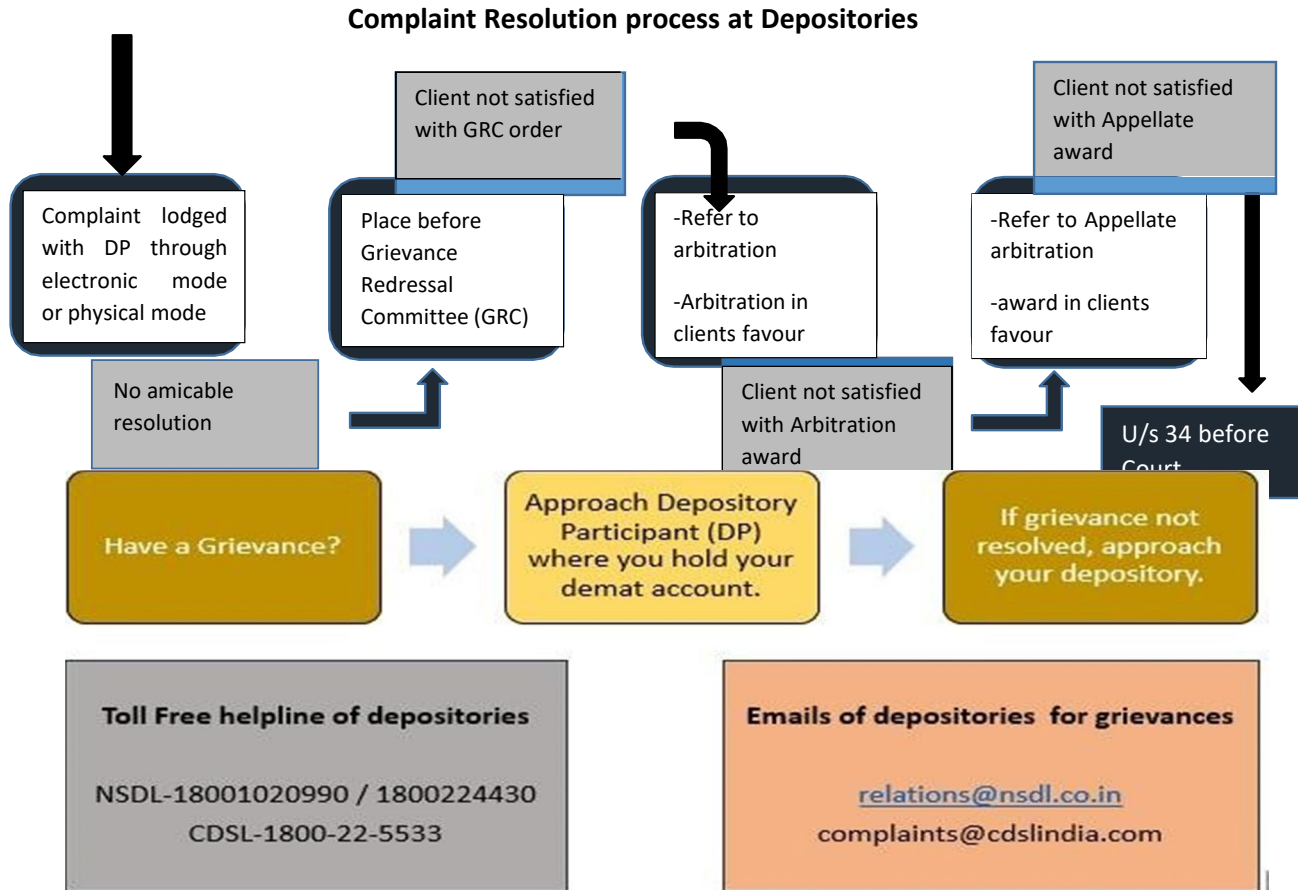 Complaint Resolution process at Depositories
Complaint lodged
with DP through
electronic mode
or physical mode
No amicable
resolution
Place before
Grievance
Redressal
Committee (GRC)
Client not satisfied
with GRC order
-Refer to
arbitration
-Arbitration in
clients favour
Client not satisfied
with Arbitration
award
-Refer to Appellate
arbitration
-award in clients
favour
Client not satisfied
with Appellate
award
U/s 34 before
Court
Have a Grievance?
Approach Depository
Participant (DP)
where you hold your
demat account.
If grievance not
resolved, approach
your depository.
Toll Free helpline of depositories
NSDL-18001020990 / 1800224430
CDSL-1800-22-5533
Emails of depositories for grievances
relations@nsdl.co.in
complaints@cdslindia.com